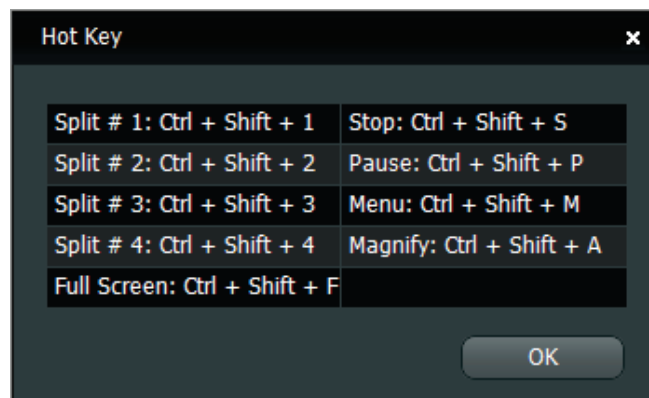 Hot Key
Split # 1: Ctrl + Shift + 1 Stop: Ctrl + Shift + S
Split # 2: Ctrl + Shift + 2 Pause: Ctrl + Shift + P
Split # 3: Ctrl + Shift + 3 Menu: Ctrl + Shift + M
Split # 4: Ctrl + Shift + 4 Magnify: Ctrl + Shift + A
Full Screen: Ctrl + Shift + F
OK